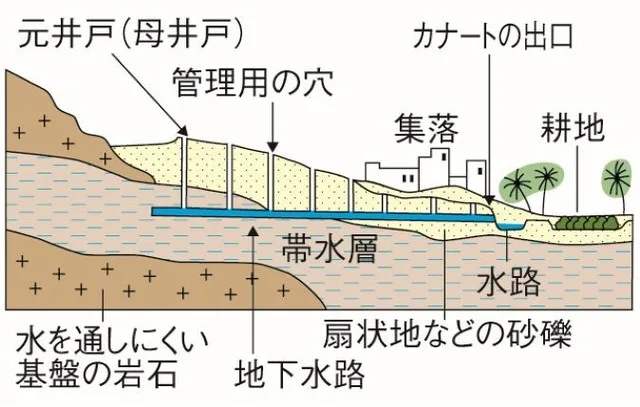 元井戸(母井戸)
カナートの出口
管理用の穴
集落
耕地
帯水層
水路
水を通しにくい
基盤の岩石
地下水路
扇状地などの砂礫